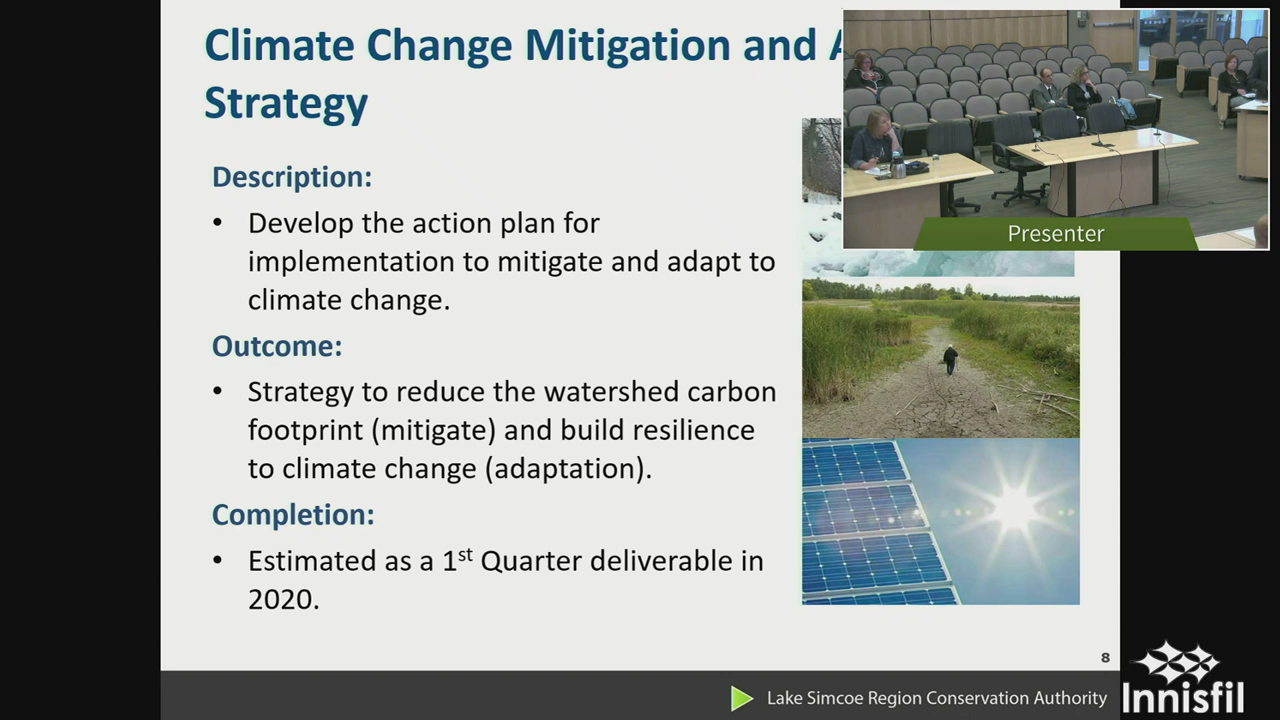 Climate Change Mitigation and
Strategy
Description:
• Develop the action plan for
implementation to mitigate and adapt to
climate change.
Outcome:
• Strategy to reduce the watershed carbon
footprint (mitigate) and build resilience
to climate change (adaptation).
Completion:
• Estimated as a 1st Quarter deliverable in
2020.
Presenter
8
Lake Simcoe Region Conservation Authority
Innisfil